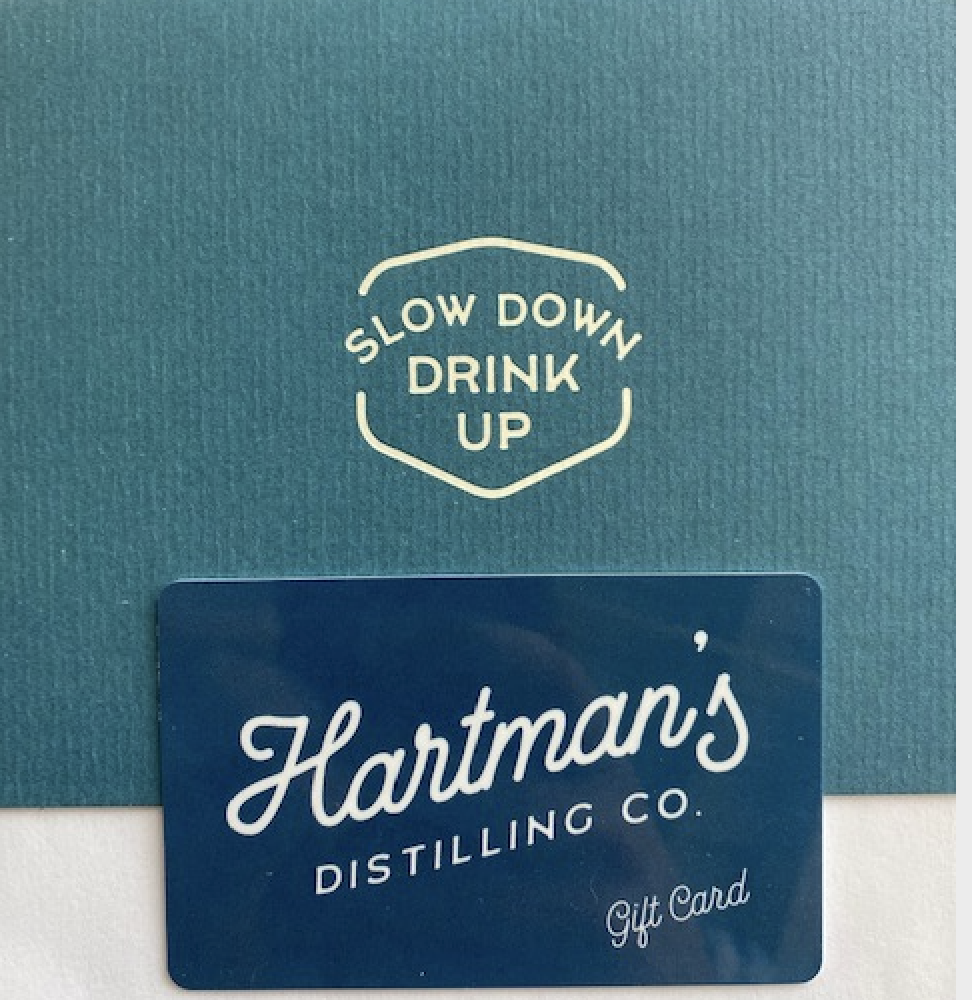 SLOW DOWN
DRINK
UP
Hartman's
DISTILLING CO.
Gift Card